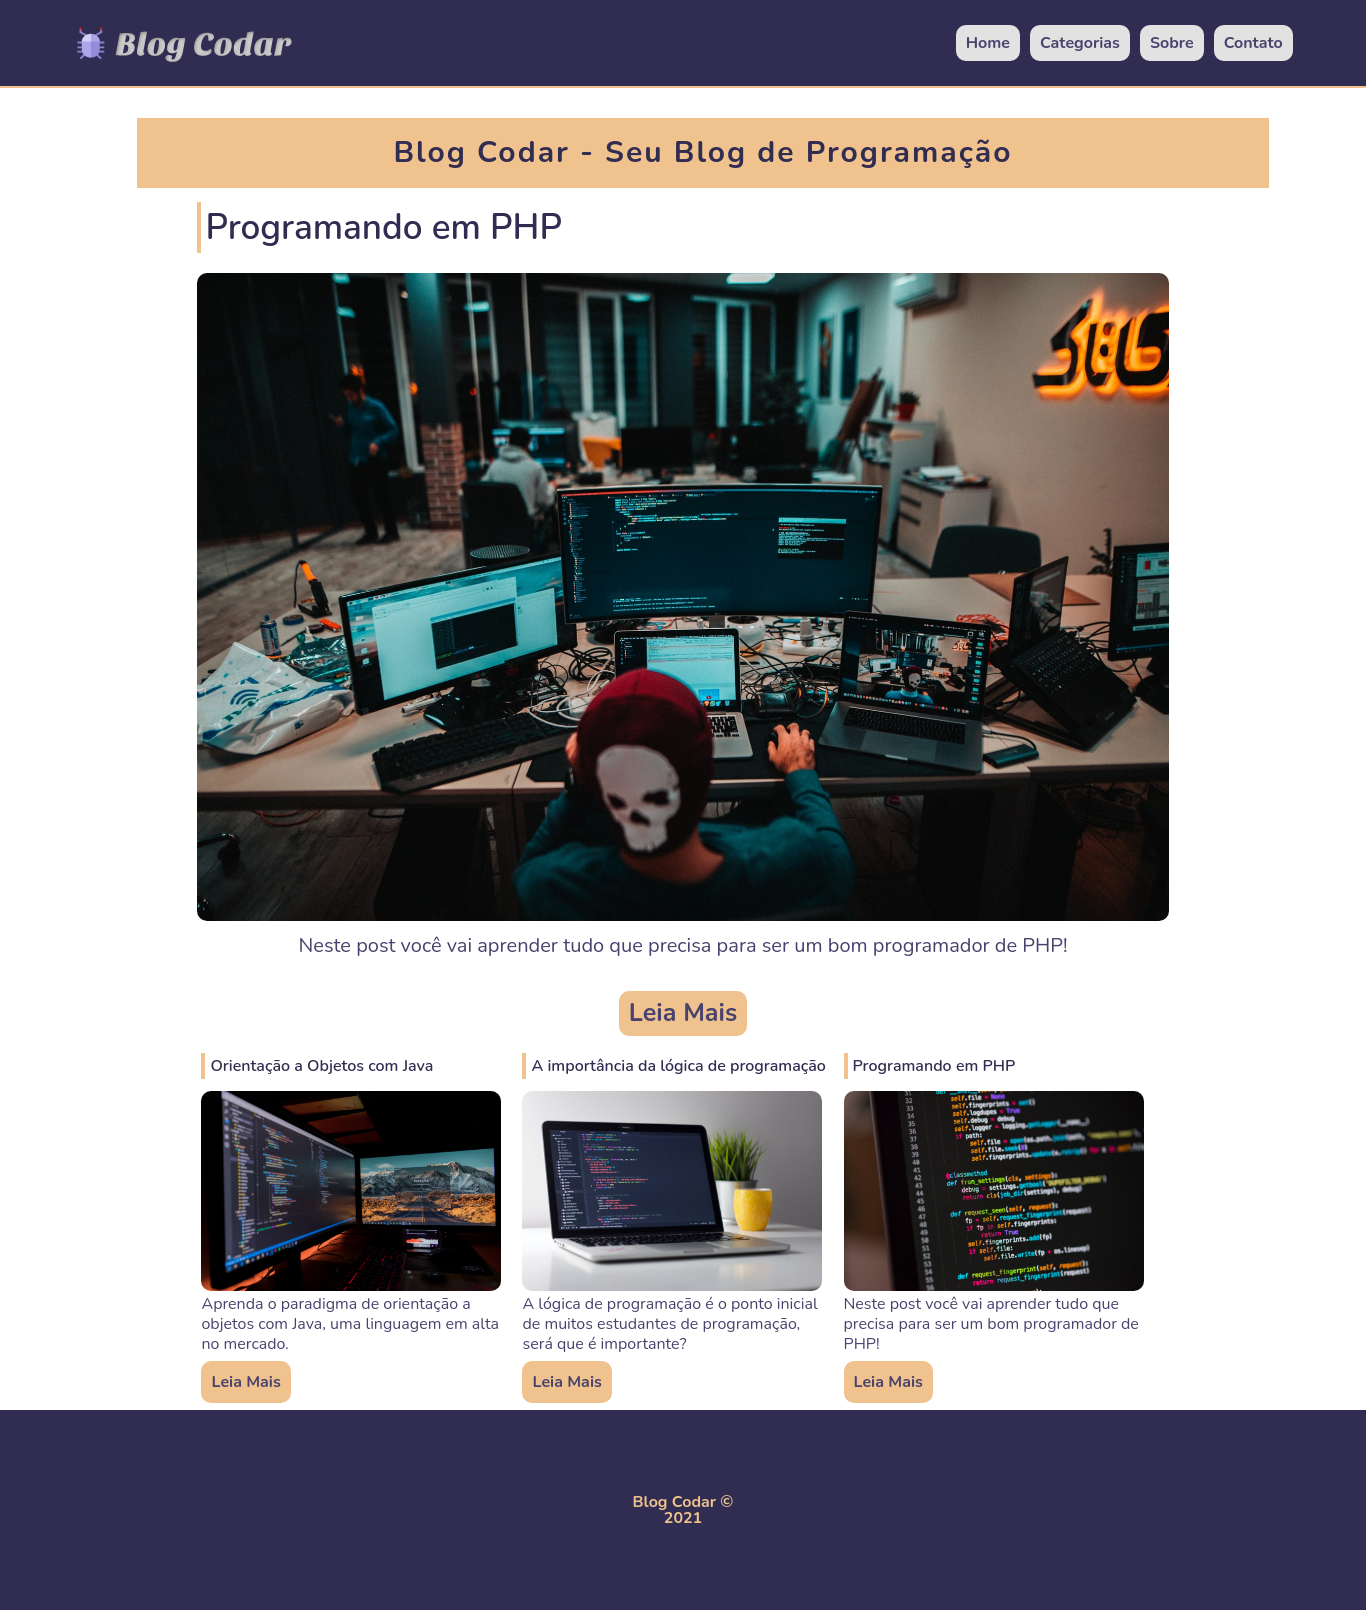 Blog Codar
Home
Categorias
Sobre
Contato
Blog Codar - Seu Blog de Programação
Programando em PHP
Neste post você vai aprender tudo que precisa para ser um bom programador de PHP!
Leia Mais
Orientação a Objetos com Java
Aprenda o paradigma de orientação a
objetos com Java, uma linguagem em alta
no mercado.
Leia Mais
A importância da lógica de programação
A lógica de programação é o ponto inicial
de muitos estudantes de programação,
será que é importante?
Leia Mais
Programando em PHP
Neste post você vai aprender tudo que
precisa para ser um bom programador de
PHP!
Leia Mais
Blog Codar ©
2021